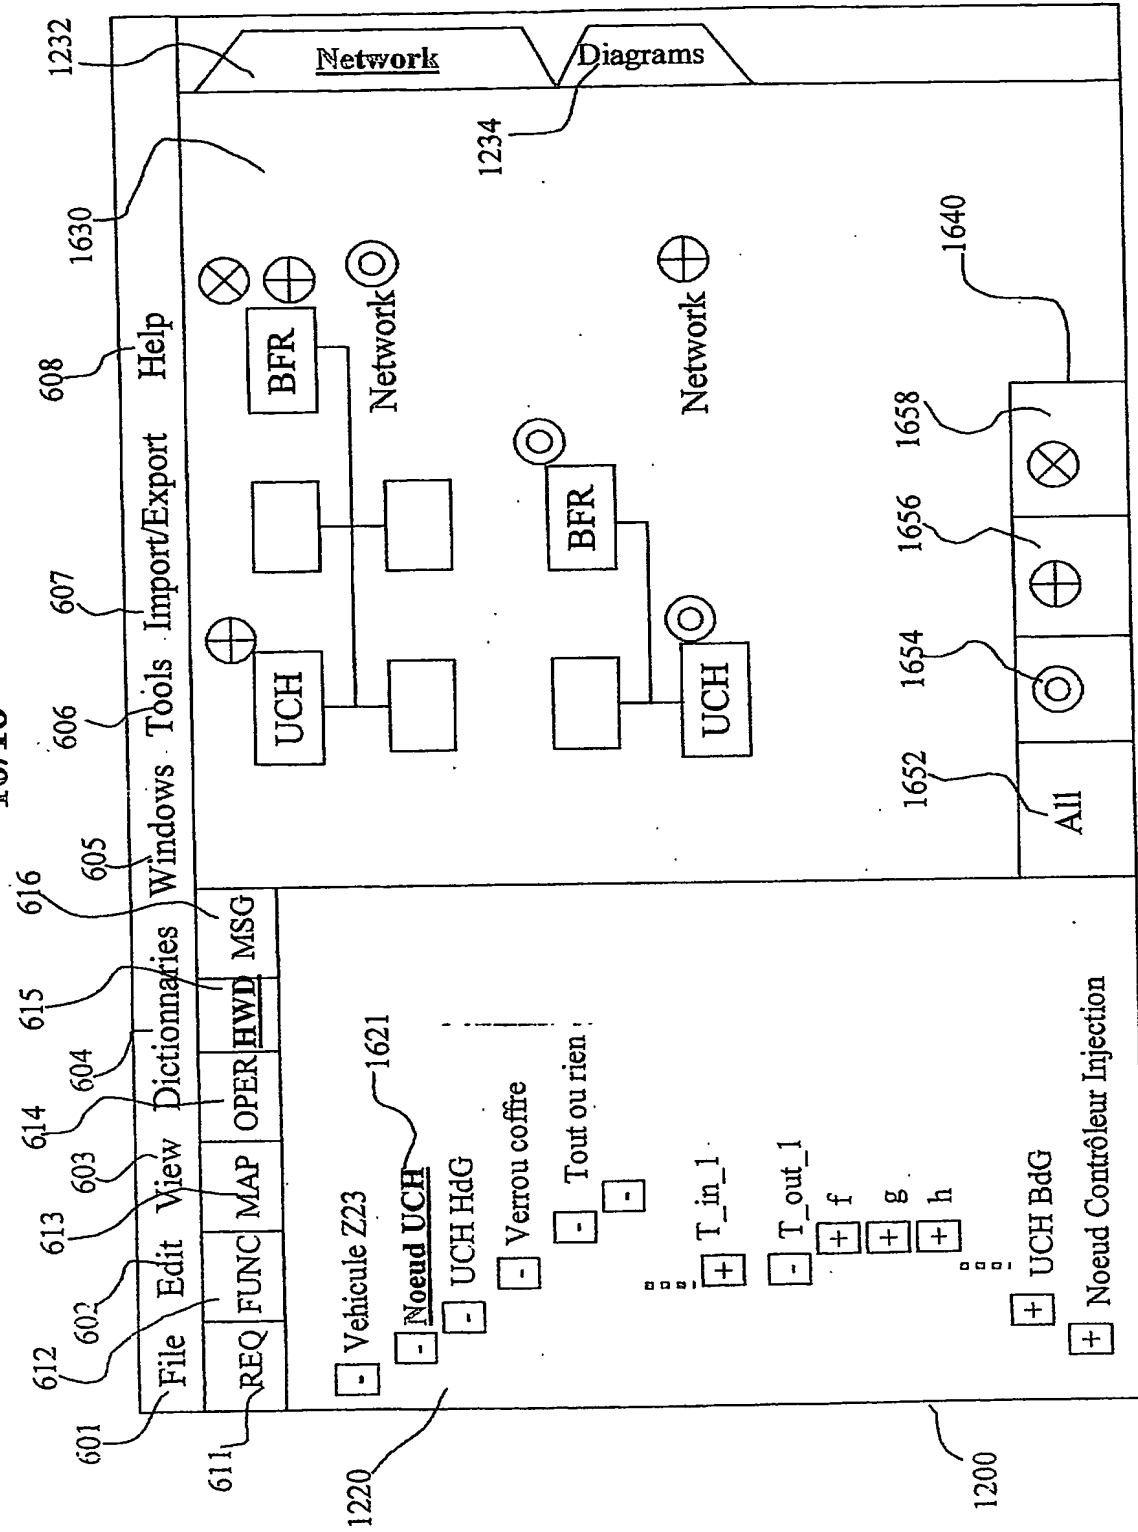 1232
1630
608
607
606
605
616
615
604
614
603
613
602
612
601
611
File Edit View Dictionnaries Windows Tools Import/Export Help
REQ FUNC MAP OPER HWD MSG
Network
Diagrams
1234
Vehicule Z23
Noeud UCH
1621
UCH HdG
Verrou coffre
Tout ou rien
T_in_1
T_out_1
f
g
h
UCH BdG
Noeud Contrôleur Injection
1220
1200
UCH
BFR
Network
BFR
UCH
Network
1640
1652
1654
1656
1658
All